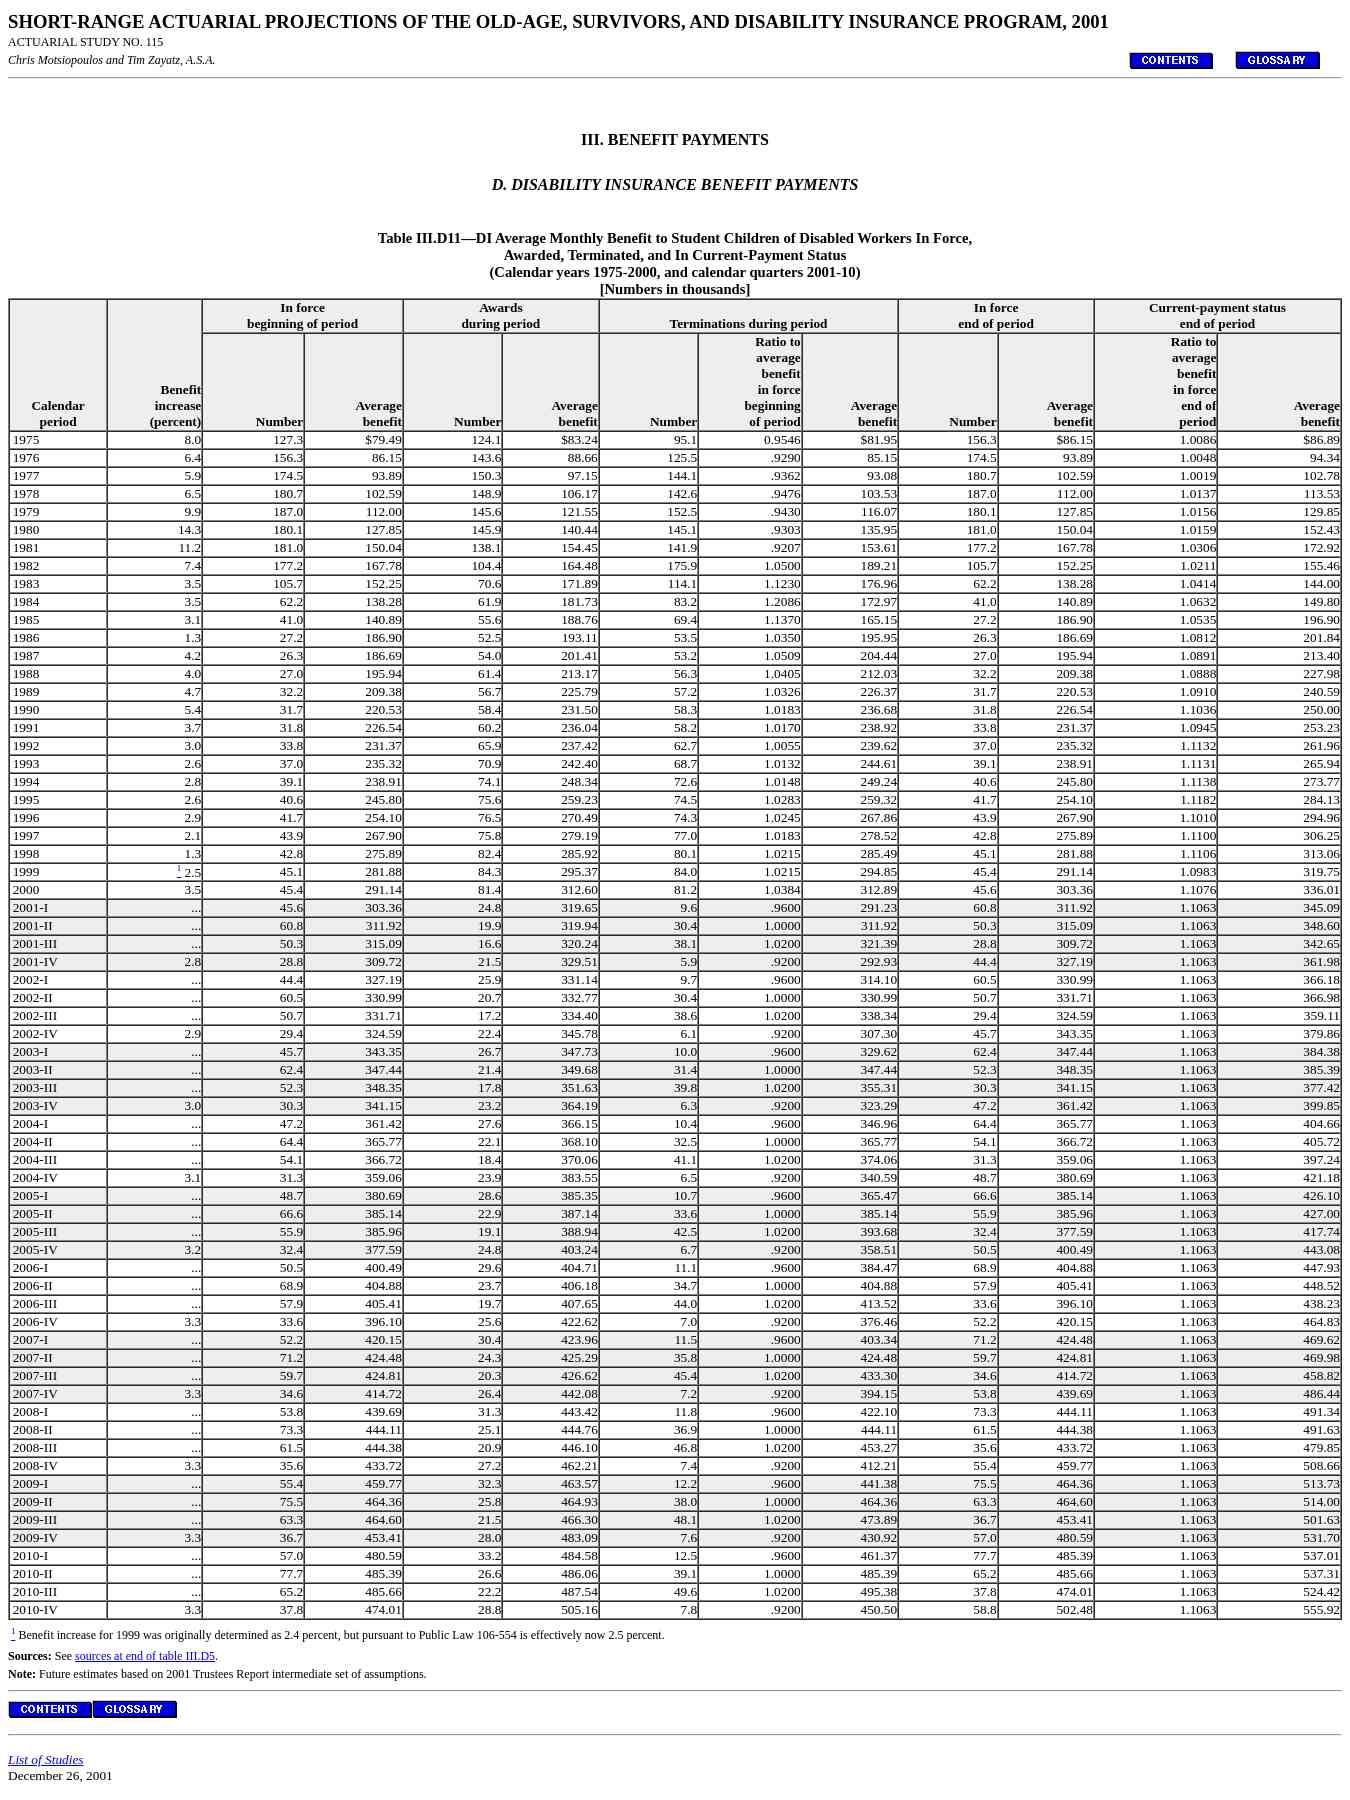 SHORT-RANGE ACTUARIAL PROJECTIONS OF THE OLD-AGE, SURVIVORS, AND DISABILITY INSURANCE PROGRAM, 2001
ACTUARIAL STUDY NO. 115
Chris Motsiopoulos and Tim Zayatz, A.S.A.
CONTENTS GLOSSARY
III. BENEFIT PAYMENTS
D. DISABILITY INSURANCE BENEFIT PAYMENTS
Table III.D11—DI Average Monthly Benefit to Student Children of Disabled Workers In Force,
Awarded, Terminated, and In Current-Payment Status
(Calendar years 1975-2000, and calendar quarters 2001-10)
[Numbers in thousands]
Calendar period Benefit increase (percent) In force beginning of period Awards during period Terminations during period In force end of period Current-payment status end of period
Number Average benefit Number Average benefit Number Ratio to average benefit in force beginning of period Average benefit Number Average benefit Ratio to average benefit in force end of period Average benefit
1975 8.0 127.3 $79.49 124.1 $83.24 95.1 0.9546 $81.95 156.3 $86.15 1.0086 $86.89
1976 6.4 156.3 86.15 143.6 88.66 125.5 .9290 85.15 174.5 93.89 1.0048 94.34
1977 5.9 174.5 93.89 150.3 97.15 144.1 .9362 93.08 180.7 102.59 1.0019 102.78
1978 6.5 180.7 102.59 148.9 106.17 142.6 .9476 103.53 187.0 112.00 1.0137 113.53
1979 9.9 187.0 112.00 145.6 121.55 152.5 .9430 116.07 180.1 127.85 1.0156 129.85
1980 14.3 180.1 127.85 145.9 140.44 145.1 .9303 135.95 181.0 150.04 1.0159 152.43
1981 11.2 181.0 150.04 138.1 154.45 141.9 .9207 153.61 177.2 167.78 1.0306 172.92
1982 7.4 177.2 167.78 104.4 164.48 175.9 1.0500 189.21 105.7 152.25 1.0211 155.46
1983 3.5 105.7 152.25 70.6 171.89 114.1 1.1230 176.96 62.2 138.28 1.0414 144.00
1984 3.5 62.2 138.28 61.9 181.73 83.2 1.2086 172.97 41.0 140.89 1.0632 149.80
1985 3.1 41.0 140.89 55.6 188.76 69.4 1.1370 165.15 27.2 186.90 1.0535 196.90
1986 1.3 27.2 186.90 52.5 193.11 53.5 1.0350 195.95 26.3 186.69 1.0812 201.84
1987 4.2 26.3 186.69 54.0 201.41 53.2 1.0509 204.44 27.0 195.94 1.0891 213.40
1988 4.0 27.0 195.94 61.4 213.17 56.3 1.0405 212.03 32.2 209.38 1.0888 227.98
1989 4.7 32.2 209.38 56.7 225.79 57.2 1.0326 226.37 31.7 220.53 1.0910 240.59
1990 5.4 31.7 220.53 58.4 231.50 58.3 1.0183 236.68 31.8 226.54 1.1036 250.00
1991 3.7 31.8 226.54 60.2 236.04 58.2 1.0170 238.92 33.8 231.37 1.0945 253.23
1992 3.0 33.8 231.37 65.9 237.42 62.7 1.0055 239.62 37.0 235.32 1.1132 261.96
1993 2.6 37.0 235.32 70.9 242.40 68.7 1.0132 244.61 39.1 238.91 1.1131 265.94
1994 2.8 39.1 238.91 74.1 248.34 72.6 1.0148 249.24 40.6 245.80 1.1138 273.77
1995 2.6 40.6 245.80 75.6 259.23 74.5 1.0283 259.32 41.7 254.10 1.1182 284.13
1996 2.9 41.7 254.10 76.5 270.49 74.3 1.0245 267.86 43.9 267.90 1.1010 294.96
1997 2.1 43.9 267.90 75.8 279.19 77.0 1.0183 278.52 42.8 275.89 1.1100 306.25
1998 1.3 42.8 275.89 82.4 285.92 80.1 1.0215 285.49 45.1 281.88 1.1106 313.06
1999 1 2.5 45.1 281.88 84.3 295.37 84.0 1.0215 294.85 45.4 291.14 1.0983 319.75
2000 3.5 45.4 291.14 81.4 312.60 81.2 1.0384 312.89 45.6 303.36 1.1076 336.01
2001-I ... 45.6 303.36 24.8 319.65 9.6 .9600 291.23 60.8 311.92 1.1063 345.09
2001-II ... 60.8 311.92 19.9 319.94 30.4 1.0000 311.92 50.3 315.09 1.1063 348.60
2001-III ... 50.3 315.09 16.6 320.24 38.1 1.0200 321.39 28.8 309.72 1.1063 342.65
2001-IV 2.8 28.8 309.72 21.5 329.51 5.9 .9200 292.93 44.4 327.19 1.1063 361.98
2002-I ... 44.4 327.19 25.9 331.14 9.7 .9600 314.10 60.5 330.99 1.1063 366.18
2002-II ... 60.5 330.99 20.7 332.77 30.4 1.0000 330.99 50.7 331.71 1.1063 366.98
2002-III ... 50.7 331.71 17.2 334.40 38.6 1.0200 338.34 29.4 324.59 1.1063 359.11
2002-IV 2.9 29.4 324.59 22.4 345.78 6.1 .9200 307.30 45.7 343.35 1.1063 379.86
2003-I ... 45.7 343.35 26.7 347.73 10.0 .9600 329.62 62.4 347.44 1.1063 384.38
2003-II ... 62.4 347.44 21.4 349.68 31.4 1.0000 347.44 52.3 348.35 1.1063 385.39
2003-III ... 52.3 348.35 17.8 351.63 39.8 1.0200 355.31 30.3 341.15 1.1063 377.42
2003-IV 3.0 30.3 341.15 23.2 364.19 6.3 .9200 323.29 47.2 361.42 1.1063 399.85
2004-I ... 47.2 361.42 27.6 366.15 10.4 .9600 346.96 64.4 365.77 1.1063 404.66
2004-II ... 64.4 365.77 22.1 368.10 32.5 1.0000 365.77 54.1 366.72 1.1063 405.72
2004-III ... 54.1 366.72 18.4 370.06 41.1 1.0200 374.06 31.3 359.06 1.1063 397.24
2004-IV 3.1 31.3 359.06 23.9 383.55 6.5 .9200 340.59 48.7 380.69 1.1063 421.18
2005-I ... 48.7 380.69 28.6 385.35 10.7 .9600 365.47 66.6 385.14 1.1063 426.10
2005-II ... 66.6 385.14 22.9 387.14 33.6 1.0000 385.14 55.9 385.96 1.1063 427.00
2005-III ... 55.9 385.96 19.1 388.94 42.5 1.0200 393.68 32.4 377.59 1.1063 417.74
2005-IV 3.2 32.4 377.59 24.8 403.24 6.7 .9200 358.51 50.5 400.49 1.1063 443.08
2006-I ... 50.5 400.49 29.6 404.71 11.1 .9600 384.47 68.9 404.88 1.1063 447.93
2006-II ... 68.9 404.88 23.7 406.18 34.7 1.0000 404.88 57.9 405.41 1.1063 448.52
2006-III ... 57.9 405.41 19.7 407.65 44.0 1.0200 413.52 33.6 396.10 1.1063 438.23
2006-IV 3.3 33.6 396.10 25.6 422.62 7.0 .9200 376.46 52.2 420.15 1.1063 464.83
2007-I ... 52.2 420.15 30.4 423.96 11.5 .9600 403.34 71.2 424.48 1.1063 469.62
2007-II ... 71.2 424.48 24.3 425.29 35.8 1.0000 424.48 59.7 424.81 1.1063 469.98
2007-III ... 59.7 424.81 20.3 426.62 45.4 1.0200 433.30 34.6 414.72 1.1063 458.82
2007-IV 3.3 34.6 414.72 26.4 442.08 7.2 .9200 394.15 53.8 439.69 1.1063 486.44
2008-I ... 53.8 439.69 31.3 443.42 11.8 .9600 422.10 73.3 444.11 1.1063 491.34
2008-II ... 73.3 444.11 25.1 444.76 36.9 1.0000 444.11 61.5 444.38 1.1063 491.63
2008-III ... 61.5 444.38 20.9 446.10 46.8 1.0200 453.27 35.6 433.72 1.1063 479.85
2008-IV 3.3 35.6 433.72 27.2 462.21 7.4 .9200 412.21 55.4 459.77 1.1063 508.66
2009-I ... 55.4 459.77 32.3 463.57 12.2 .9600 441.38 75.5 464.36 1.1063 513.73
2009-II ... 75.5 464.36 25.8 464.93 38.0 1.0000 464.36 63.3 464.60 1.1063 514.00
2009-III ... 63.3 464.60 21.5 466.30 48.1 1.0200 473.89 36.7 453.41 1.1063 501.63
2009-IV 3.3 36.7 453.41 28.0 483.09 7.6 .9200 430.92 57.0 480.59 1.1063 531.70
2010-I ... 57.0 480.59 33.2 484.58 12.5 .9600 461.37 77.7 485.39 1.1063 537.01
2010-II ... 77.7 485.39 26.6 486.06 39.1 1.0000 485.39 65.2 485.66 1.1063 537.31
2010-III ... 65.2 485.66 22.2 487.54 49.6 1.0200 495.38 37.8 474.01 1.1063 524.42
2010-IV 3.3 37.8 474.01 28.8 505.16 7.8 .9200 450.50 58.8 502.48 1.1063 555.92
1 Benefit increase for 1999 was originally determined as 2.4 percent, but pursuant to Public Law 106-554 is effectively now 2.5 percent.
Sources: See sources at end of table III.D5.
Note: Future estimates based on 2001 Trustees Report intermediate set of assumptions.
CONTENTS GLOSSARY
List of Studies
December 26, 2001